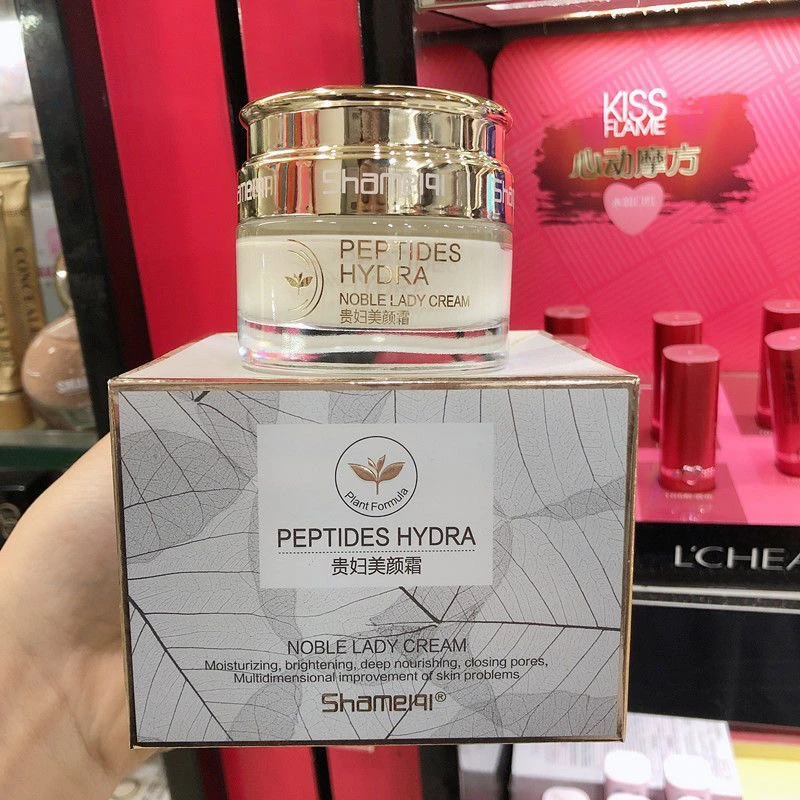 KISS
FLAME
心动摩方
Shameiqi
PEPTIDES
HYDRA
NOBLE LADY CREAM
贵妇美颜霜
Plant Formula
PEPTIDES HYDRA
贵妇美颜霜
NOBLE LADY CREAM
Moisturizing, brightening, deep nourishing, closing pores,
Multidimensional improvement of skin problems
Shameiqi®
L'CHEA